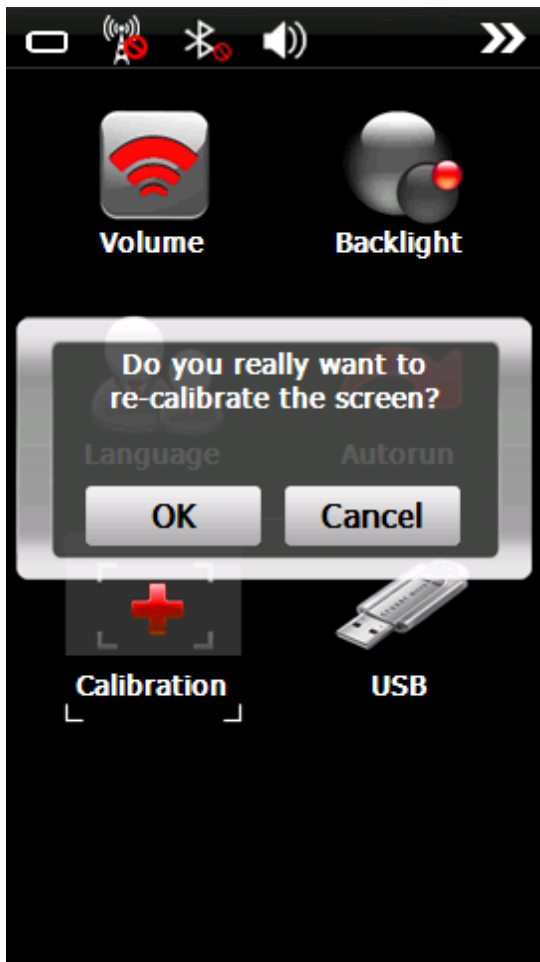 Volume
Backlight
Do you really want to
re-calibrate the screen?
Language
Autorun
OK
Cancel
Calibration
USB